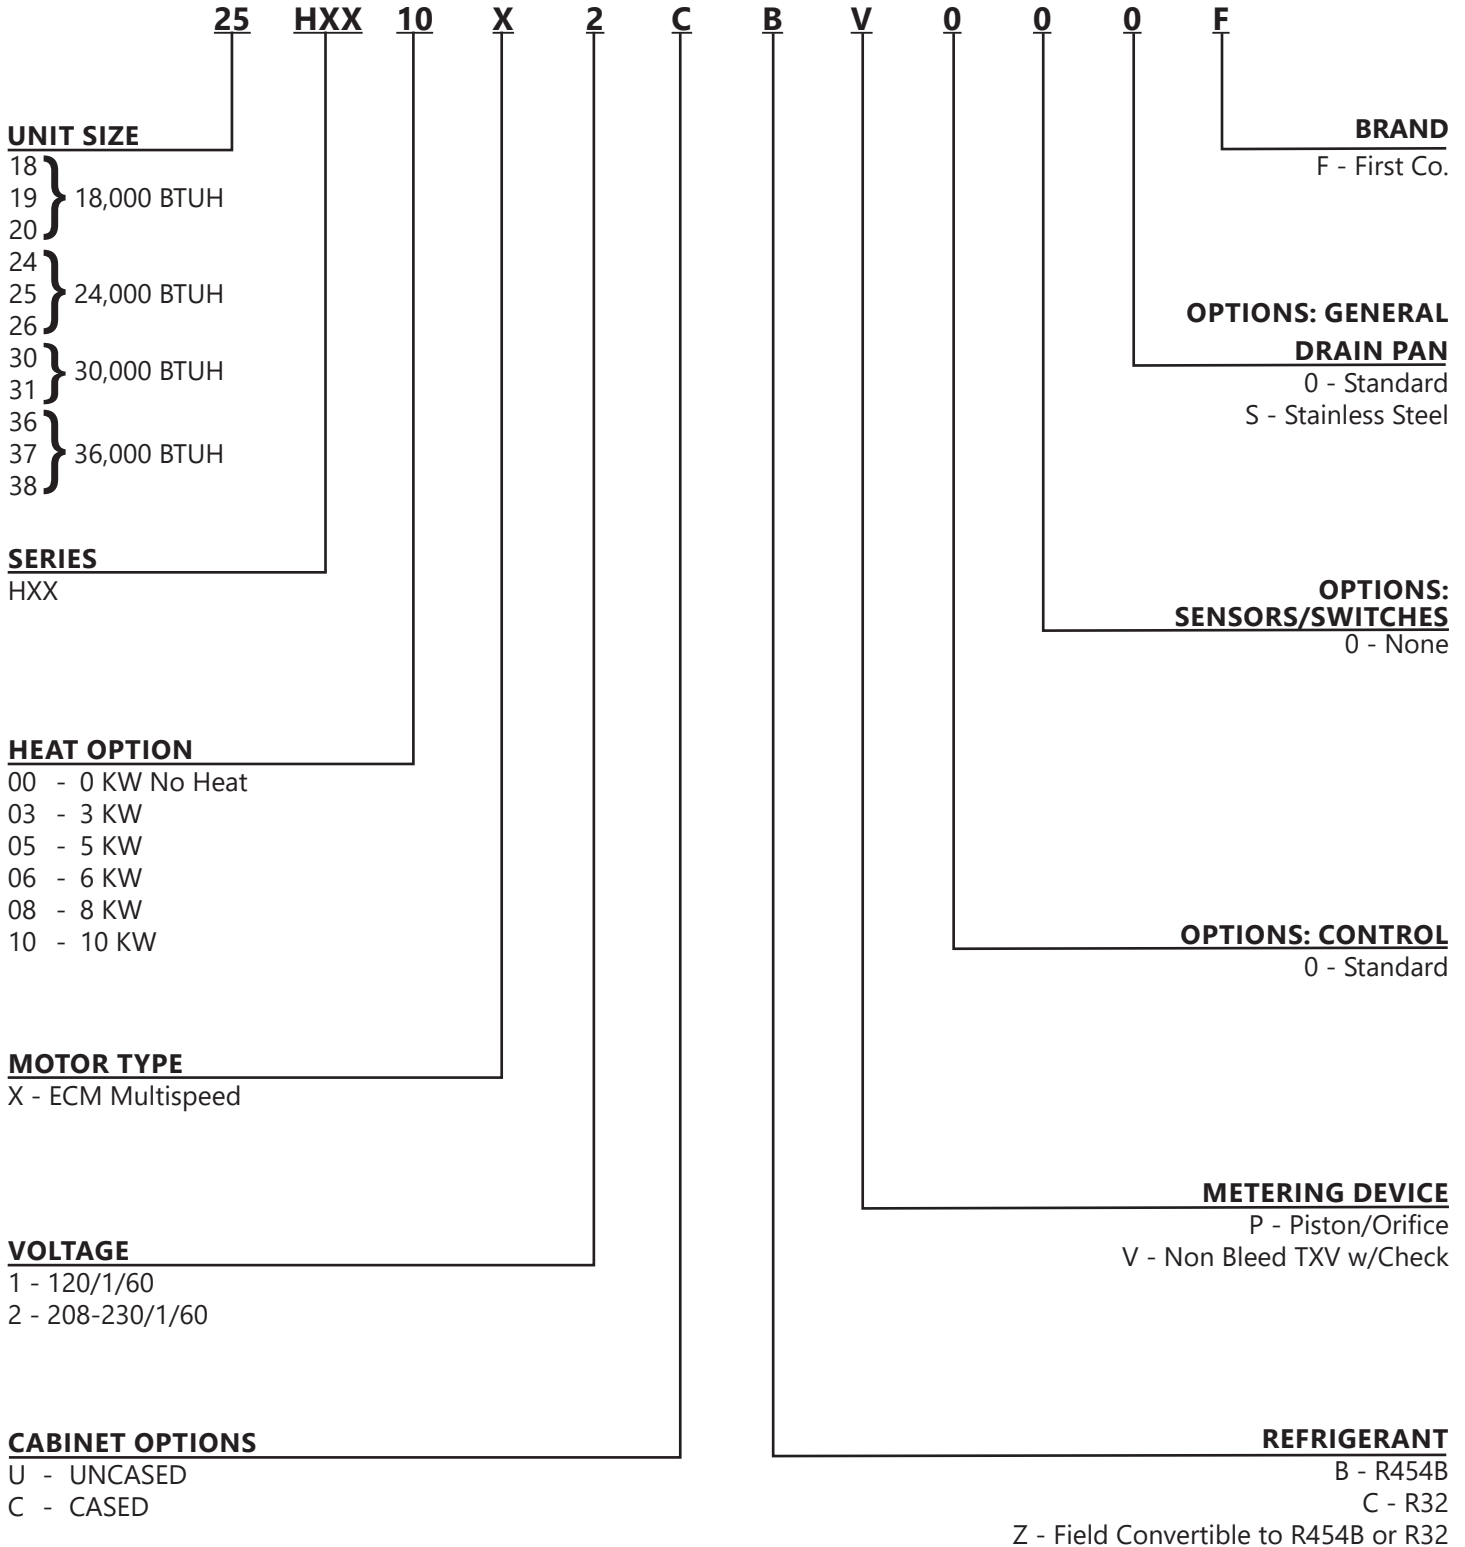 25 HXX 10 X 2 C B V 0 0 0 F
UNIT SIZE
18
19
20
18,000 BTUH
24
25
26
24,000 BTUH
30
31
30,000 BTUH
36
37
38
36,000 BTUH
SERIES
HXX
HEAT OPTION
00 - 0 KW No Heat
03 - 3 KW
05 - 5 KW
06 - 6 KW
08 - 8 KW
10 - 10 KW
MOTOR TYPE
X - ECM Multispeed
VOLTAGE
1 - 120/1/60
2 - 208-230/1/60
CABINET OPTIONS
U - UNCASED
C - CASED
BRAND
F - First Co.
OPTIONS: GENERAL
DRAIN PAN
0 - Standard
S - Stainless Steel
OPTIONS:
SENSORS/SWITCHES
0 - None
OPTIONS: CONTROL
0 - Standard
METERING DEVICE
P - Piston/Orifice
V - Non Bleed TXV w/Check
REFRIGERANT
B - R454B
C - R32
Z - Field Convertible to R454B or R32